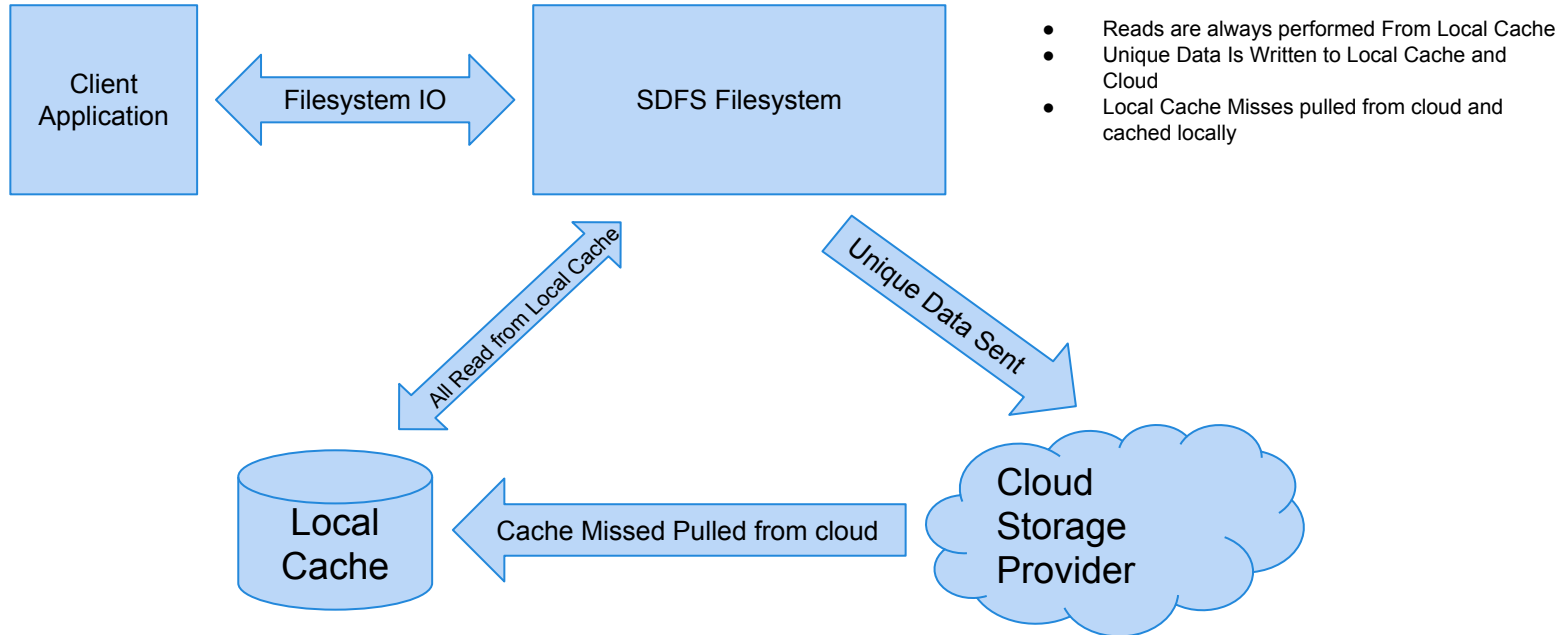 Client
Application
Filesystem IO
SDFS Filesystem
● Reads are always performed From Local Cache
● Unique Data Is Written to Local Cache and
Cloud
● Local Cache Misses pulled from cloud and
cached locally
All Read from Local Cache
Unique Data Sent
Local
Cache
Cache Missed Pulled from cloud
Cloud
Storage
Provider